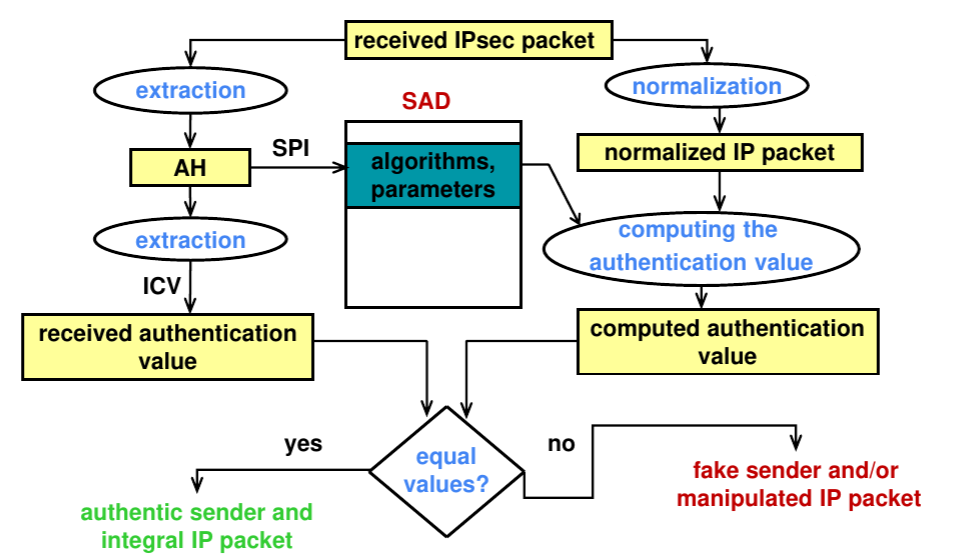 received IPsec packet
extraction
normalization
SAD
SPI
AH
algorithms,
parameters
normalized IP packet
extraction
computing the
authentication value
ICV
received authentication
value
computed authentication
value
equal
values?
yes
no
authentic sender and
integral IP packet
fake sender and/or
manipulated IP packet